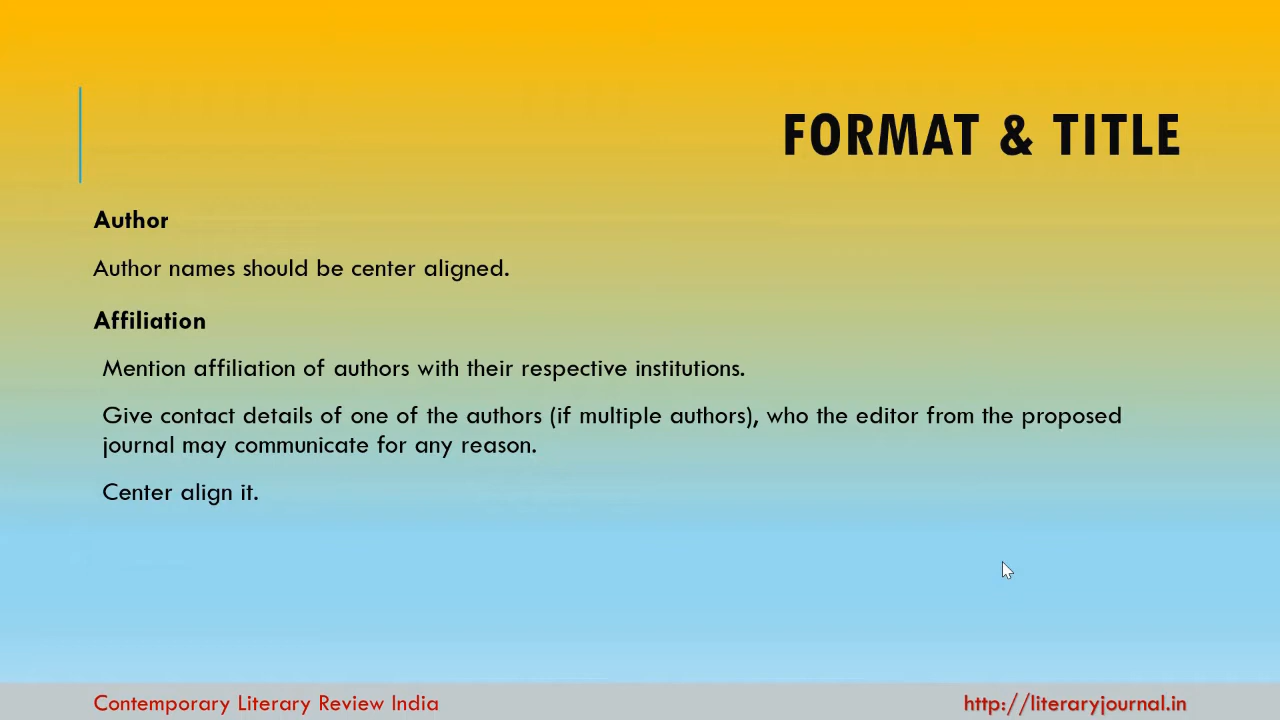 FORMAT & TITLE
Author
Author names should be center aligned.
Affiliation
Mention affiliation of authors with their respective institutions.
Give contact details of one of the authors (if multiple authors), who the editor from the proposed
journal may communicate for any reason.
Center align it.
Contemporary Literary Review India
http://literaryjournal.in